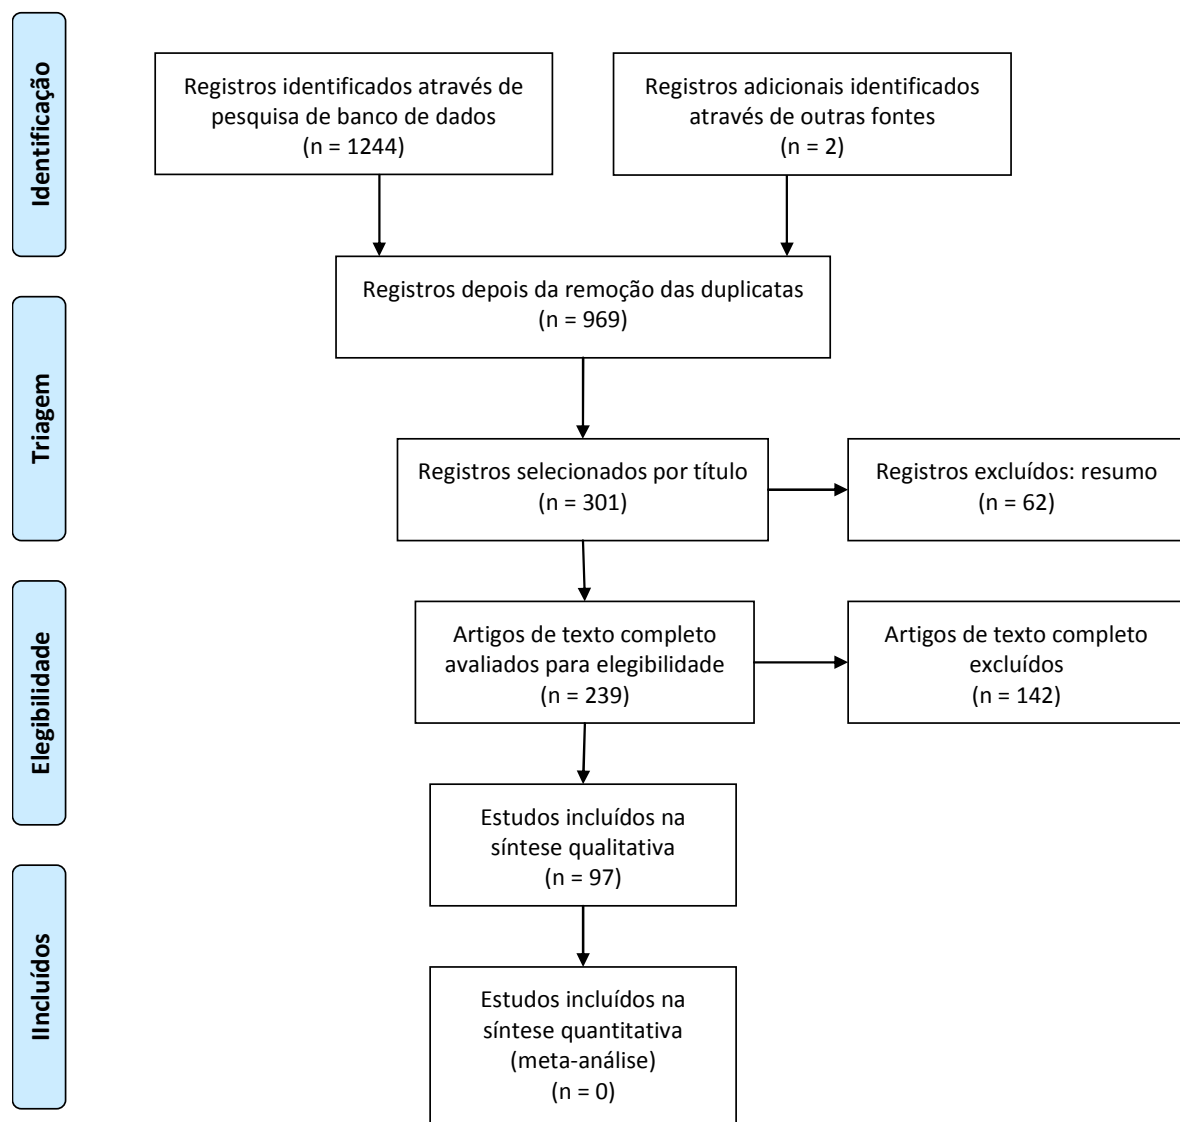 Identificação
Registros identificados através de
pesquisa de banco de dados
(n = 1244)
Registros adicionais identificados
através de outras fontes
(n = 2)
Registros depois da remoção das duplicatas
(n = 969)
Triagem
Registros selecionados por título
(n = 301)
Registros excluídos: resumo
(n = 62)
Elegibilidade
Artigos de texto completo
avaliados para elegibilidade
(n = 239)
Artigos de texto completo
excluídos
(n = 142)
Estudos incluídos na
síntese qualitativa
(n = 97)
IIncluídos
Estudos incluídos na
síntese quantitativa
(meta-análise)
(n = 0)